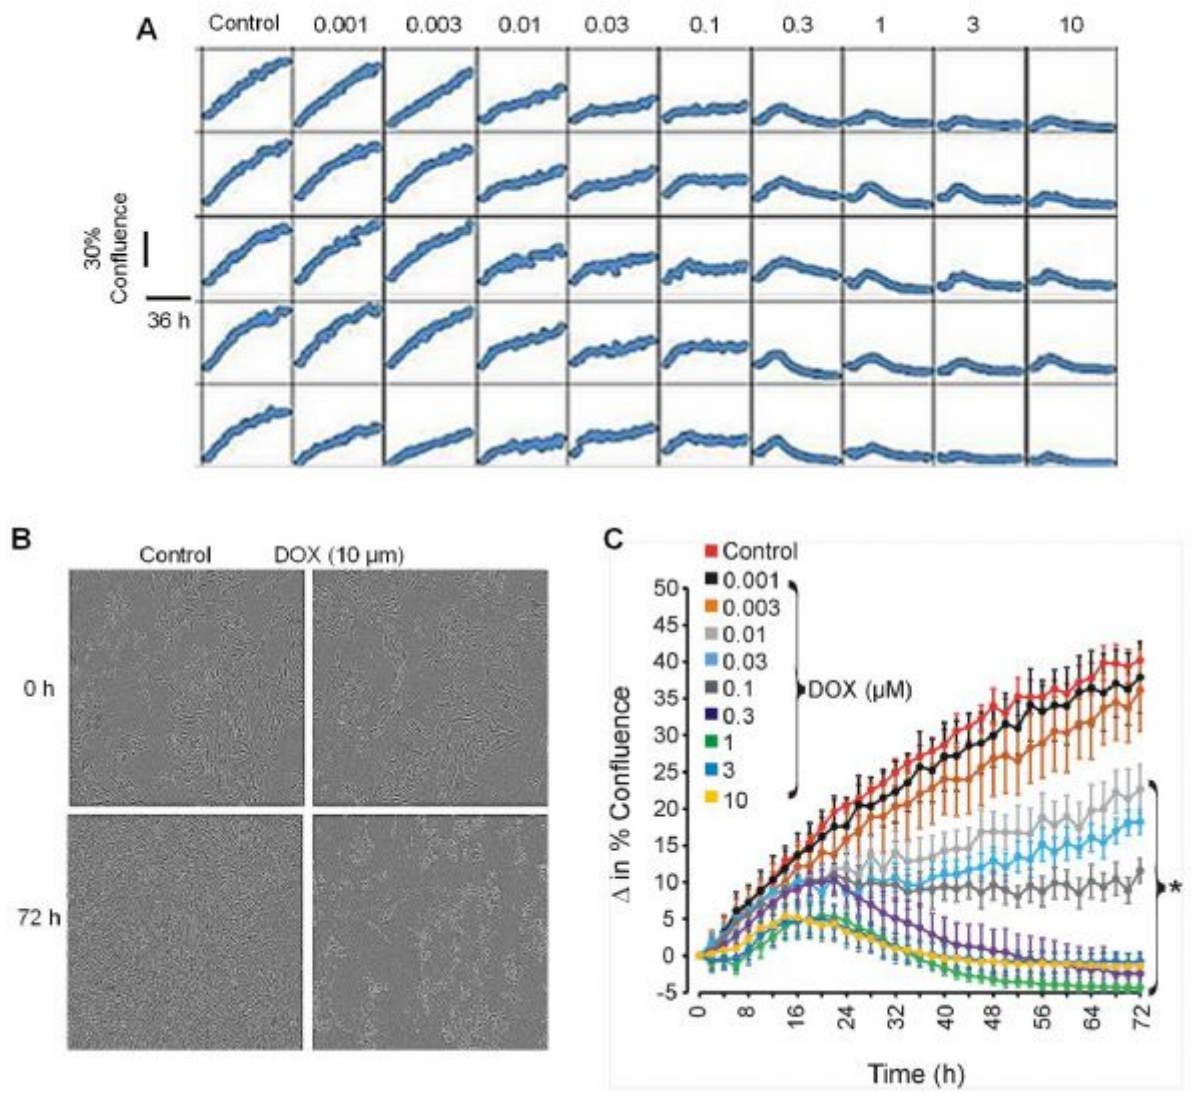 A
Control 0.001 0.003 0.01 0.03 0.1 0.3 1 3 10
30%
Confluence
36 h
B
Control DOX (10 µm)
0 h
72 h
C
Control
0.001
0.003
0.01
0.03
0.1
0.3
1
3
10
DOX (µM)
Δ in % Confluence
50
45
40
35
30
25
20
15
10
5
0
-5
*
0 8 16 24 32 40 48 56 64 72
Time (h)